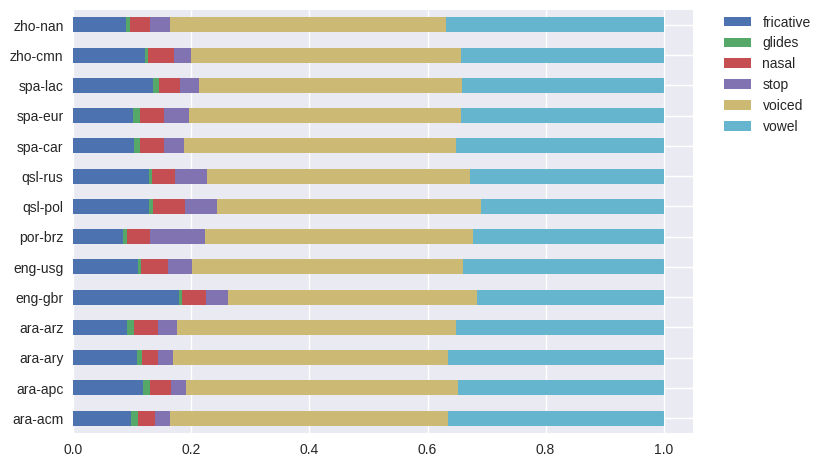 zho-nan
zho-cmn
spa-lac
spa-eur
spa-car
qsl-rus
qsl-pol
por-brz
eng-usg
eng-gbr
ara-arz
ara-ary
ara-apc
ara-acm
0.0 0.2 0.4 0.6 0.8 1.0
fricative
glides
nasal
stop
voiced
vowel